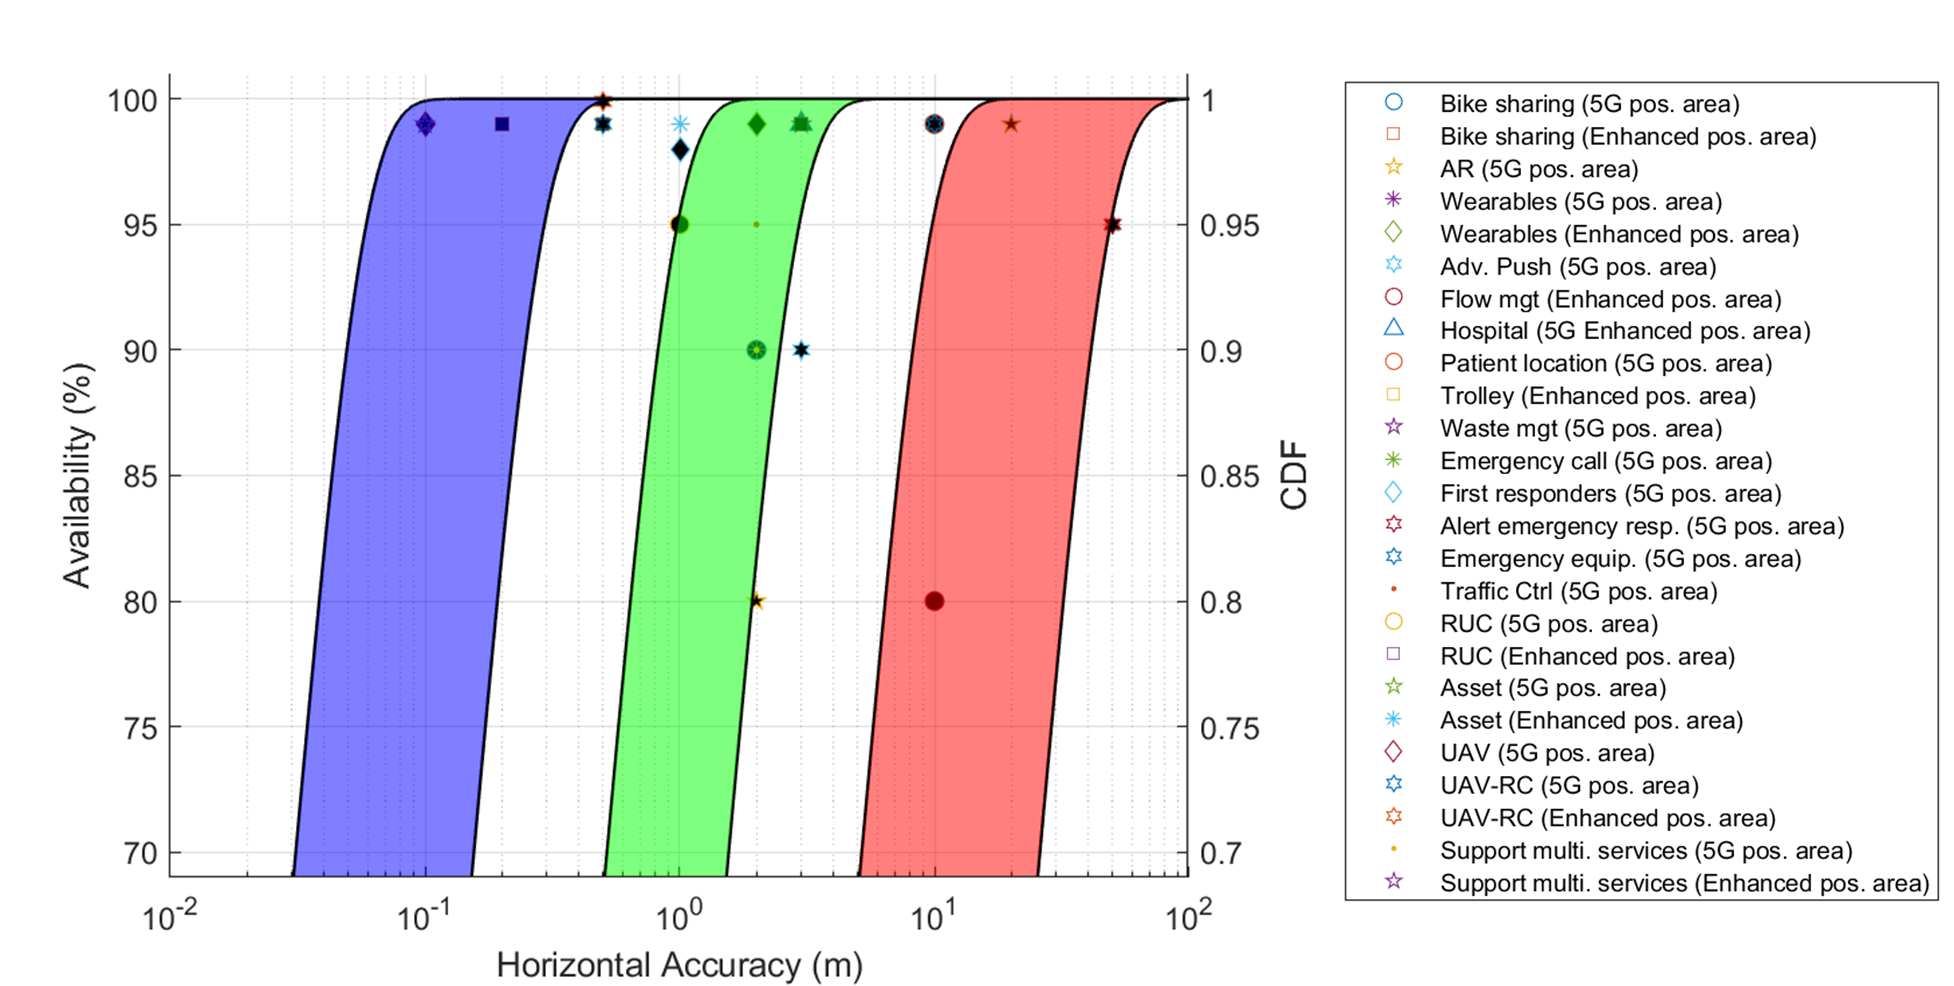 100
95
90
85
80
75
70
Availability (%)
10-2
10-1
100
101
102
Horizontal Accuracy (m)
1
0.95
0.9
0.85
0.8
0.75
0.7
CDF
Bike sharing (5G pos. area)
Bike sharing (Enhanced pos. area)
AR (5G pos. area)
Wearables (5G pos. area)
Wearables (Enhanced pos. area)
Adv. Push (5G pos. area)
Flow mgt (Enhanced pos. area)
Hospital (5G Enhanced pos. area)
Patient location (5G pos. area)
Trolley (Enhanced pos. area)
Waste mgt (5G pos. area)
Emergency call (5G pos. area)
First responders (5G pos. area)
Alert emergency resp. (5G pos. area)
Emergency equip. (5G pos. area)
Traffic Ctrl (5G pos. area)
RUC (5G pos. area)
RUC (Enhanced pos. area)
Asset (5G pos. area)
Asset (Enhanced pos. area)
UAV (5G pos. area)
UAV-RC (5G pos. area)
UAV-RC (Enhanced pos. area)
Support multi. services (5G pos. area)
Support multi. services (Enhanced pos. area)